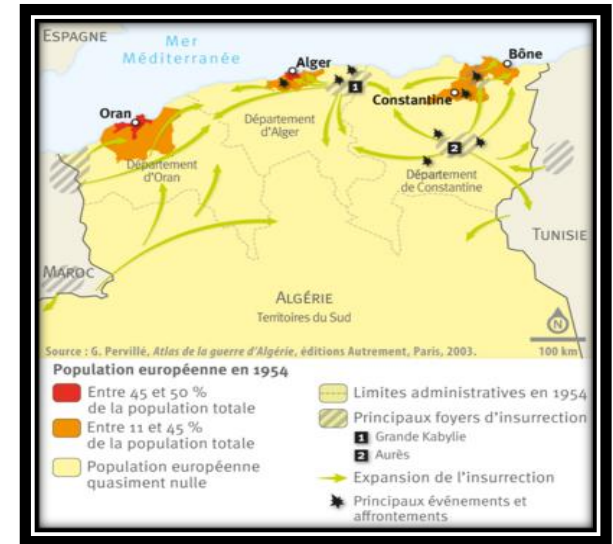 ESPAGNE
Mer
Méditerranée
Alger
Bône
1
Constantine
Oran
Département
d'Alger
2
Département
d'Oran
Département
de Constantine
TUNISIE
MAROC
ALGÉRIE
Territoires du Sud
N
Source : G. Pervillé, Atlas de la guerre d'Algérie, éditions Autrement, Paris, 2003.
100 km
Population européenne en 1954
Entre 45 et 50 %
de la population totale
Entre 11 et 45 %
de la population totale
Population européenne
quasiment nulle
Limites administratives en 1954
Principaux foyers d'insurrection
1 Grande Kabylie
2 Aurès
Expansion de l'insurrection
Principaux événements et
affrontements